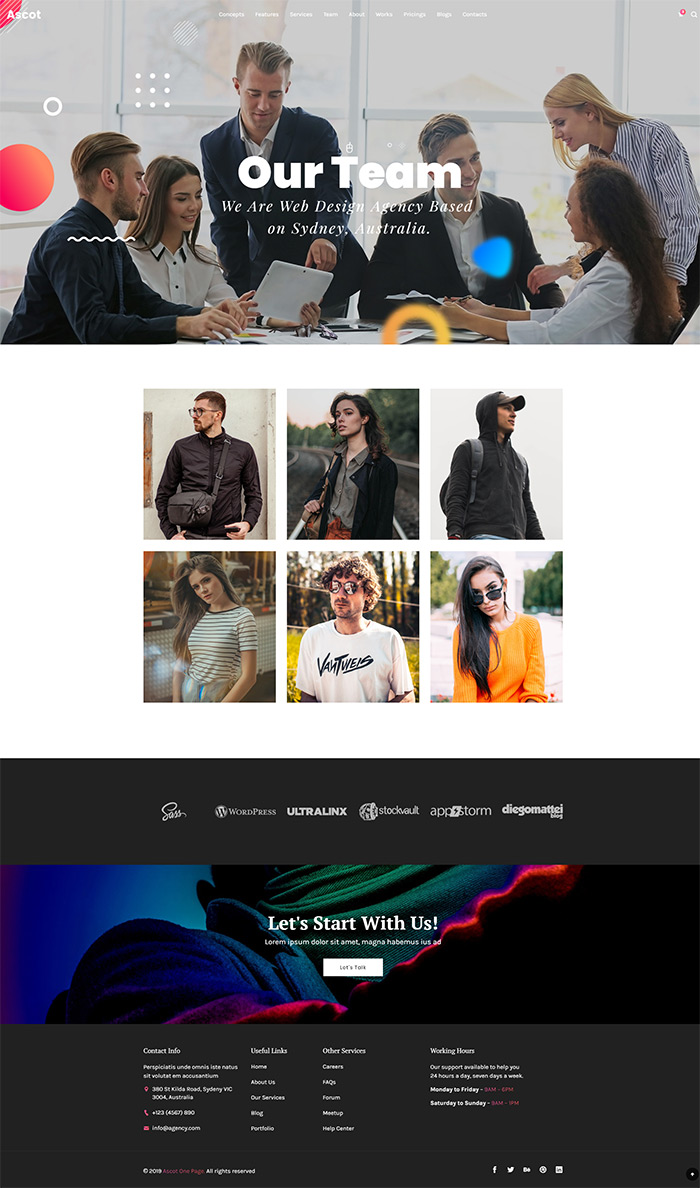 Ascot
Concepts Features Services Team About Works Pricings Blogs Contacts
0
Our Team
We Are Web Design Agency Based
on Sydney, Australia.
VANTULEIS
Sass
WordPress
ULTRALINX
stockvault
appstorm
diegomattei
blog
Let's Start With Us!
Lorem ipsum dolor sit amet, magna habemus ius ad
Let's Talk
Contact Info
Perspiciatis unde omnis iste natus
sit volutat em accusantium
380 St Kilda Road, Sydeny VIC
3004, Australia
+123 (4567) 890
info@agency.com
Useful Links
Home
About Us
Our Services
Blog
Portfolio
Other Services
Careers
FAQs
Forum
Meetup
Help Center
Working Hours
Our support available to help you
24 hours a day, seven days a week.
Monday to Friday - 9AM - 6PM
Saturday to Sunday - 9AM - 1PM
© 2019 Ascot One Page. All rights reserved